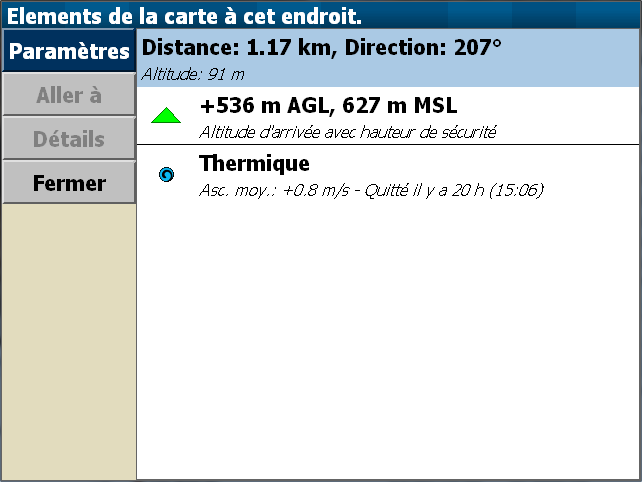 Elements de la carte à cet endroit.
Paramètres
Aller à
Détails
Fermer
Distance: 1.17 km, Direction: 207°
Altitude: 91 m
+536 m AGL, 627 m MSL
Altitude d'arrivée avec hauteur de sécurité
Thermique
Asc. moy.: +0.8 m/s - Quitté il y a 20 h (15:06)